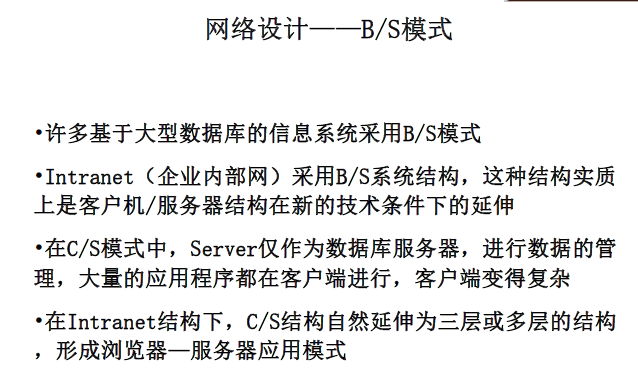 网络设计——B/S模式
•许多基于大型数据库的信息系统采用B/S模式
•Intranet（企业内部网）采用B/S系统结构，这种结构实质
上是客户机/服务器结构在新的技术条件下的延伸
•在C/S模式中，Server仅作为数据库服务器，进行数据的管
理，大量的应用程序都在客户端进行，客户端变得复杂
•在Intranet结构下，C/S结构自然延伸为三层或多层的结构
，形成浏览器—服务器应用模式